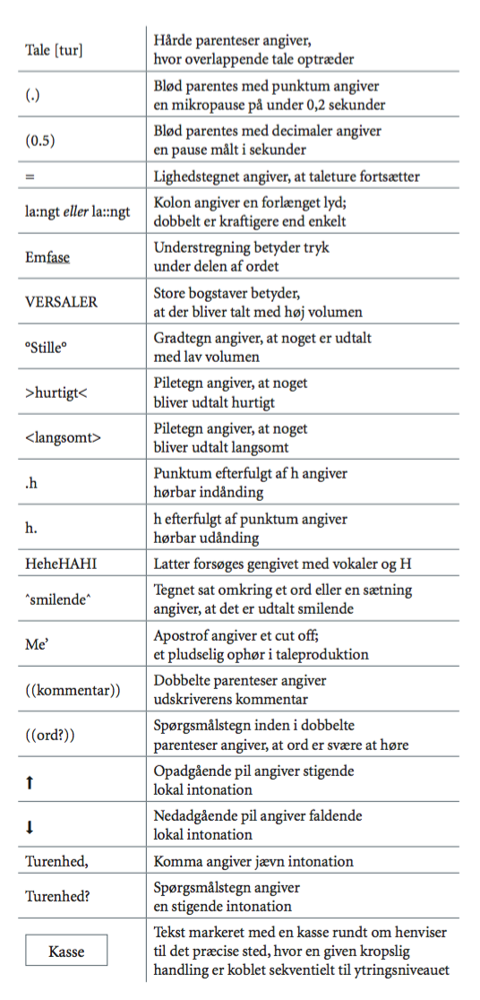 Tale [tur]
Hårde parenteser angiver,
hvor overlappende tale optræder
(.)
Blød parentes med punktum angiver
en mikropause på under 0,2 sekunder
(0.5)
Blød parentes med decimaler angiver
en pause målt i sekunder
=
Lighedstegnet angiver, at taleture fortsætter
la:ngt eller la::ngt
Kolon angiver en forlænget lyd;
dobbelt er kraftigere end enkelt
Emfase
Understregning betyder tryk
under delen af ordet
VERSALER
Store bogstaver betyder,
at der bliver talt med høj volumen
°Stille°
Gradtegn angiver, at noget er udtalt
med lav volumen
>hurtigt<
Piletegn angiver, at noget
bliver udtalt hurtigt
<langsomt>
Piletegn angiver, at noget
bliver udtalt langsomt
.h
Punktum efterfulgt af h angiver
hørbar indånding
h.
h efterfulgt af punktum angiver
hørbar udånding
HeheHAHI
Latter forsøges gengivet med vokaler og H
^smilende^
Tegnet sat omkring et ord eller en sætning
angiver, at det er udtalt smilende
Me’
Apostrof angiver et cut off;
et pludselig ophør i taleproduktion
((kommentar))
Dobbelte parenteser angiver
udskriverens kommentar
((ord?))
Spørgsmålstegn inden i dobbelte
parenteser angiver, at ord er svære at høre
↑
Opadgående pil angiver stigende
lokal intonation
↓
Nedadgående pil angiver faldende
lokal intonation
Turenhed,
Komma angiver jævn intonation
Turenhed?
Spørgsmålstegn angiver
en stigende intonation
Kasse
Tekst markeret med en kasse rundt om henviser
til det præcise sted, hvor en given kropslig
handling er koblet sekventielt til ytringsniveauet